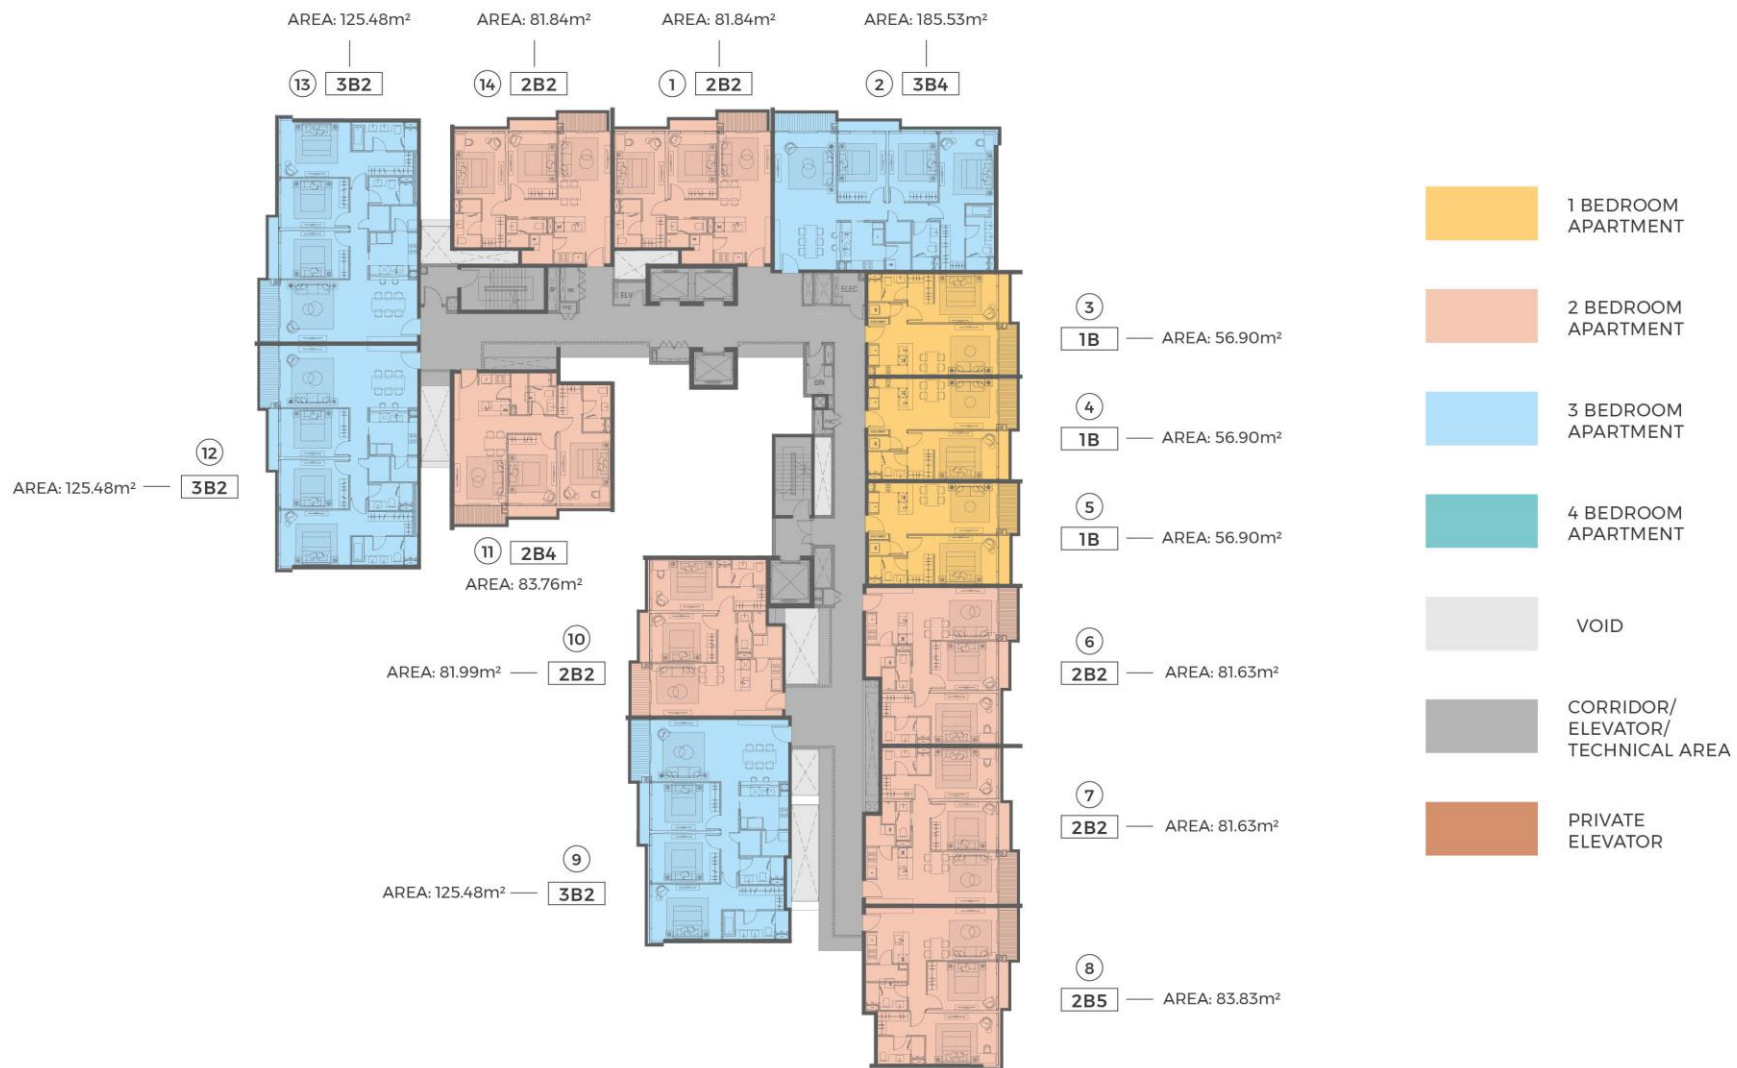 AREA: 125.48m²
AREA: 81.84m²
AREA: 81.84m²
AREA: 185.53m²
13 3B2
14 2B2
1 2B2
2 3B4
ELV
ELEC
3
1B
AREA: 56.90m²
4
1B
AREA: 56.90m²
5
1B
AREA: 56.90m²
12
AREA: 125.48m²
3B2
11 2B4
AREA: 83.76m²
10
AREA: 81.99m²
2B2
6
2B2
AREA: 81.63m²
7
2B2
AREA: 81.63m²
9
AREA: 125.48m²
3B2
8
2B5
AREA: 83.83m²
1 BEDROOM
APARTMENT
2 BEDROOM
APARTMENT
3 BEDROOM
APARTMENT
4 BEDROOM
APARTMENT
VOID
CORRIDOR/
ELEVATOR/
TECHNICAL AREA
PRIVATE
ELEVATOR